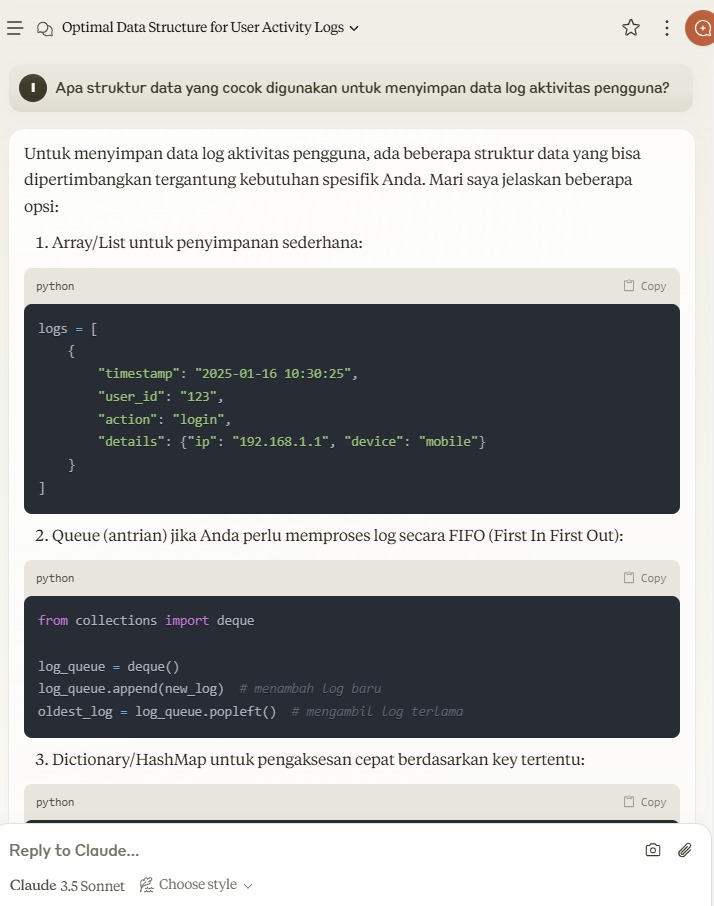 Optimal Data Structure for User Activity Logs
I
Apa struktur data yang cocok digunakan untuk menyimpan data log aktivitas pengguna?
Untuk menyimpan data log aktivitas pengguna, ada beberapa struktur data yang bisa
dipertimbangkan tergantung kebutuhan spesifik Anda. Mari saya jelaskan beberapa
opsi:
1. Array/List untuk penyimpanan sederhana:
python Copy
logs = [
    {
        "timestamp": "2025-01-16 10:30:25",
        "user_id": "123",
        "action": "login",
        "details": {"ip": "192.168.1.1", "device": "mobile"}
    }
]
2. Queue (antrian) jika Anda perlu memproses log secara FIFO (First In First Out):
python Copy
from collections import deque
log_queue = deque()
log_queue.append(new_log)  # menambah log baru
oldest_log = log_queue.popleft()  # mengambil log terlama
3. Dictionary/HashMap untuk pengaksesan cepat berdasarkan key tertentu:
python Copy
Reply to Claude...
Claude 3.5 Sonnet Choose style